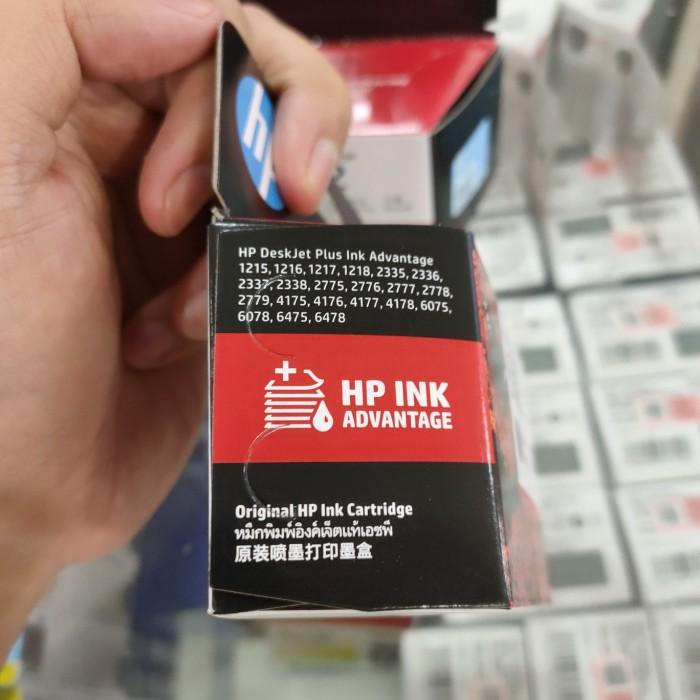 hp
HP DeskJet Plus Ink Advantage
1215, 1216, 1217, 1218, 2335, 2336,
2337, 2338, 2775, 2776, 2777, 2778,
2779, 4175, 4176, 4177, 4178, 6075,
6078, 6475, 6478
HP INK
ADVANTAGE
Original HP Ink Cartridge
หมึกพิมพ์อิงค์เจ็ตแท้เอชพี
原装喷墨打印墨盒